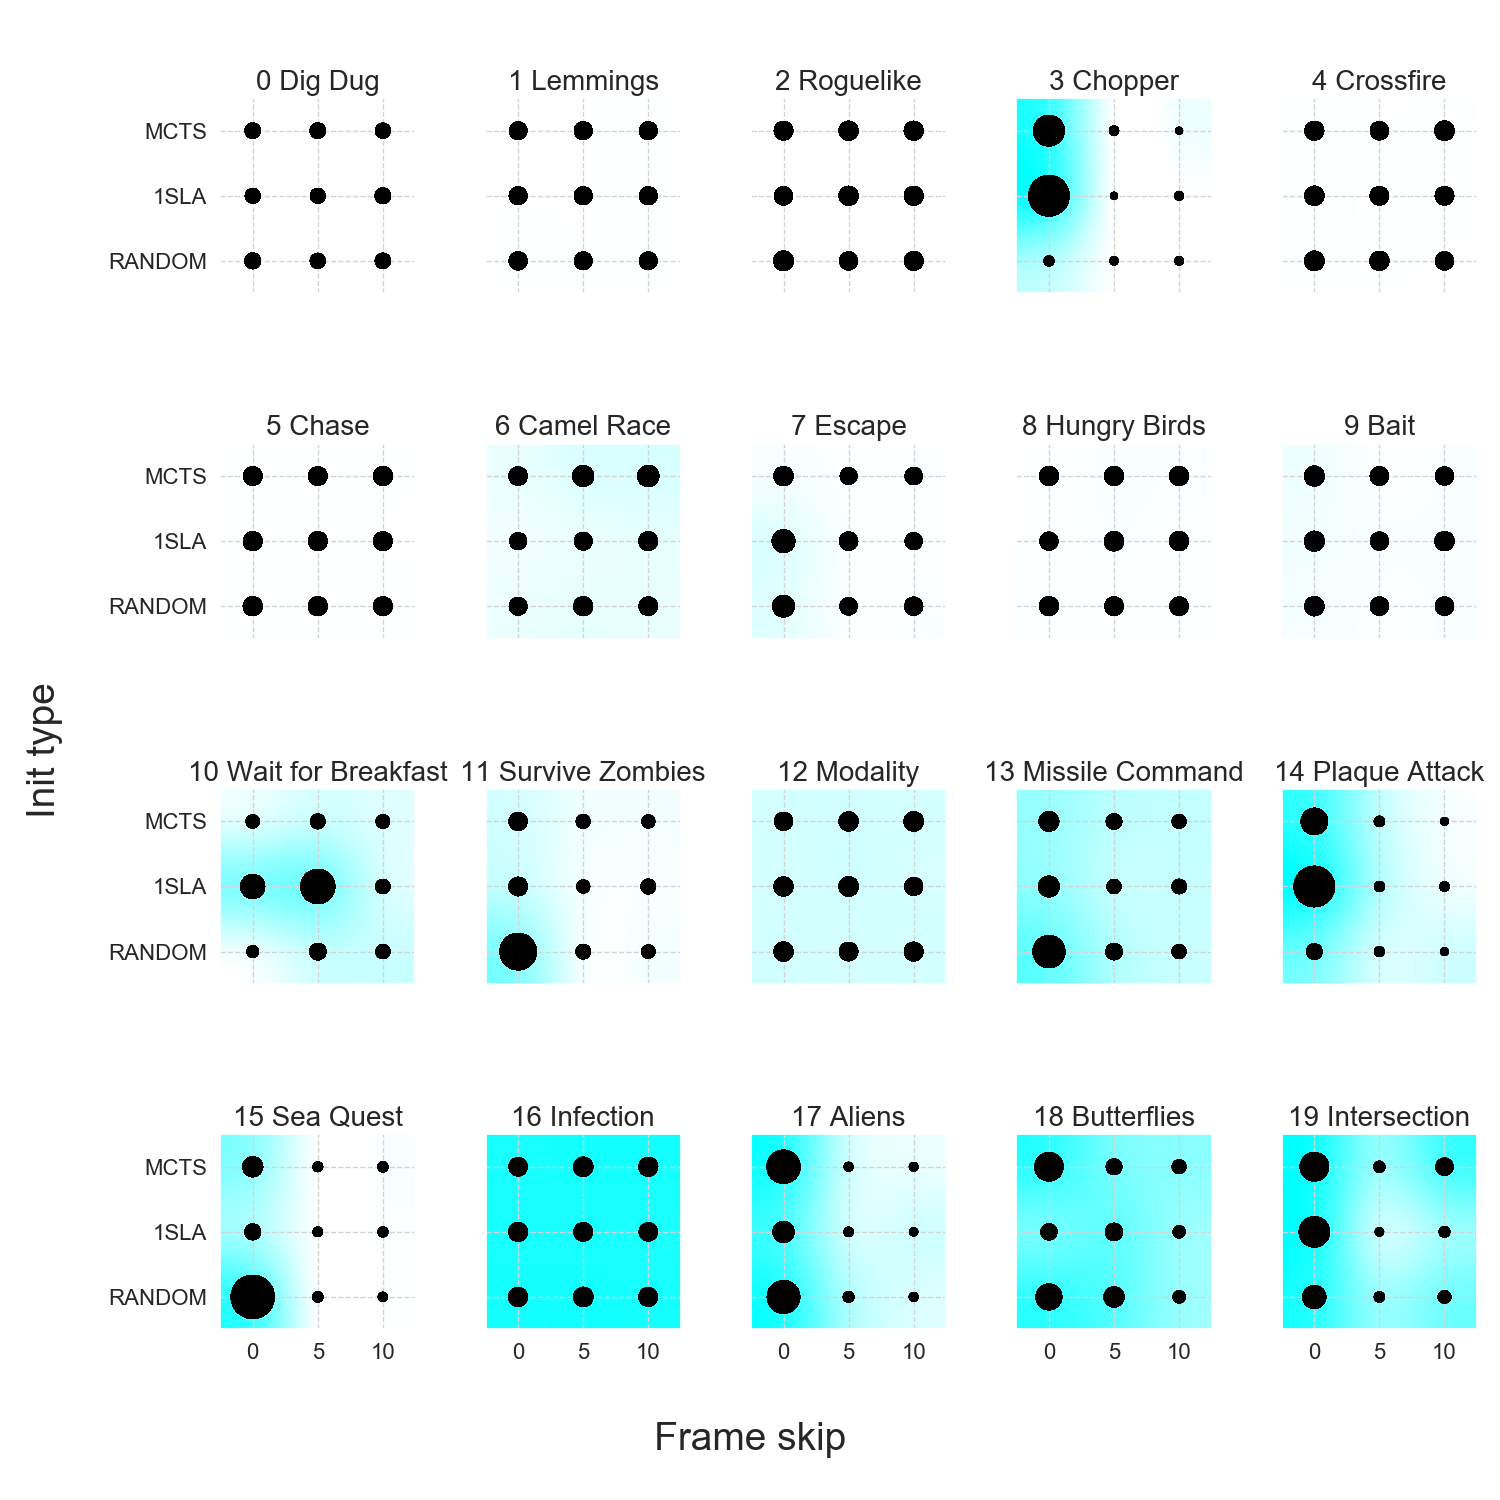 0 Dig Dug
1 Lemmings
2 Roguelike
3 Chopper
4 Crossfire
MCTS
1SLA
RANDOM
5 Chase
6 Camel Race
7 Escape
8 Hungry Birds
9 Bait
MCTS
1SLA
RANDOM
Init type
10 Wait for Breakfast
11 Survive Zombies
12 Modality
13 Missile Command
14 Plaque Attack
MCTS
1SLA
RANDOM
15 Sea Quest
16 Infection
17 Aliens
18 Butterflies
19 Intersection
MCTS
1SLA
RANDOM
0 5 10
0 5 10
0 5 10
0 5 10
0 5 10
Frame skip